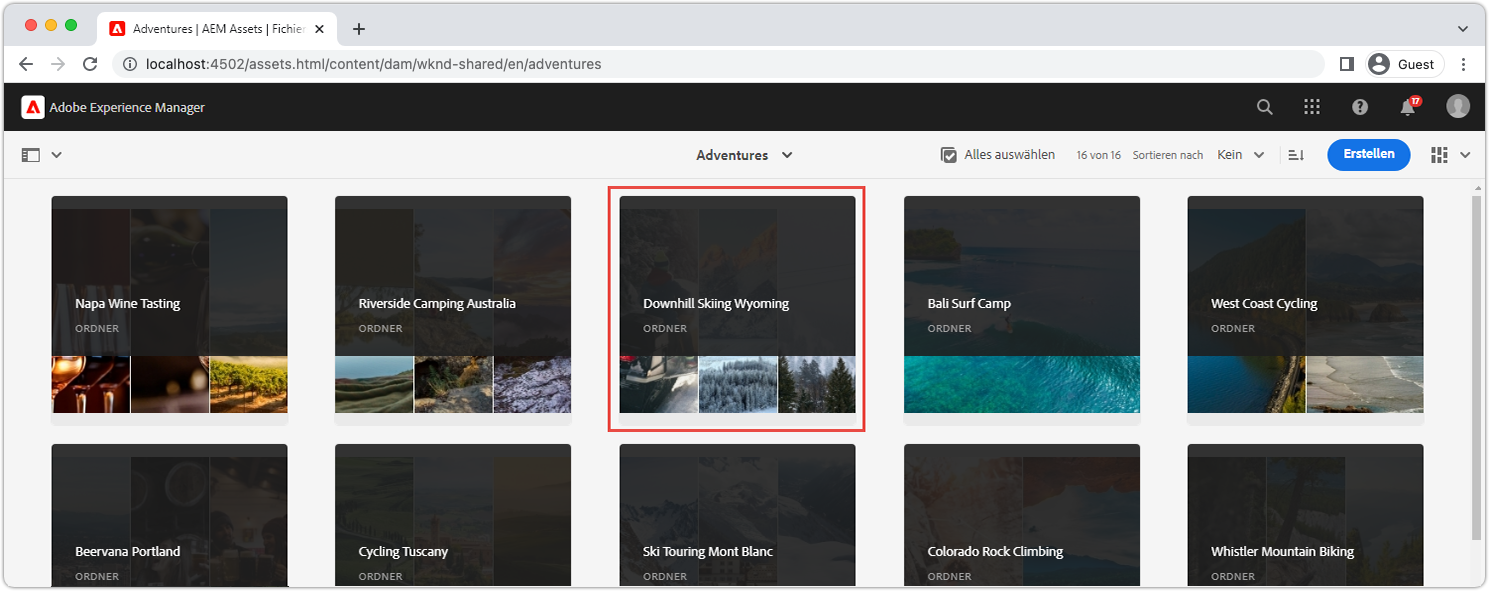 Adventures | AEM Assets | Fichier
localhost:4502/assets.html/content/dam/wknd-shared/en/adventures
Guest
Adobe Experience Manager
17
Adventures
Alles auswählen
16 von 16
Sortieren nach
Kein
Erstellen
Napa Wine Tasting
ORDNER
Riverside Camping Australia
ORDNER
Downhill Skiing Wyoming
ORDNER
Bali Surf Camp
ORDNER
West Coast Cycling
ORDNER
Beervana Portland
ORDNER
Cycling Tuscany
ORDNER
Ski Touring Mont Blanc
ORDNER
Colorado Rock Climbing
ORDNER
Whistler Mountain Biking
ORDNER